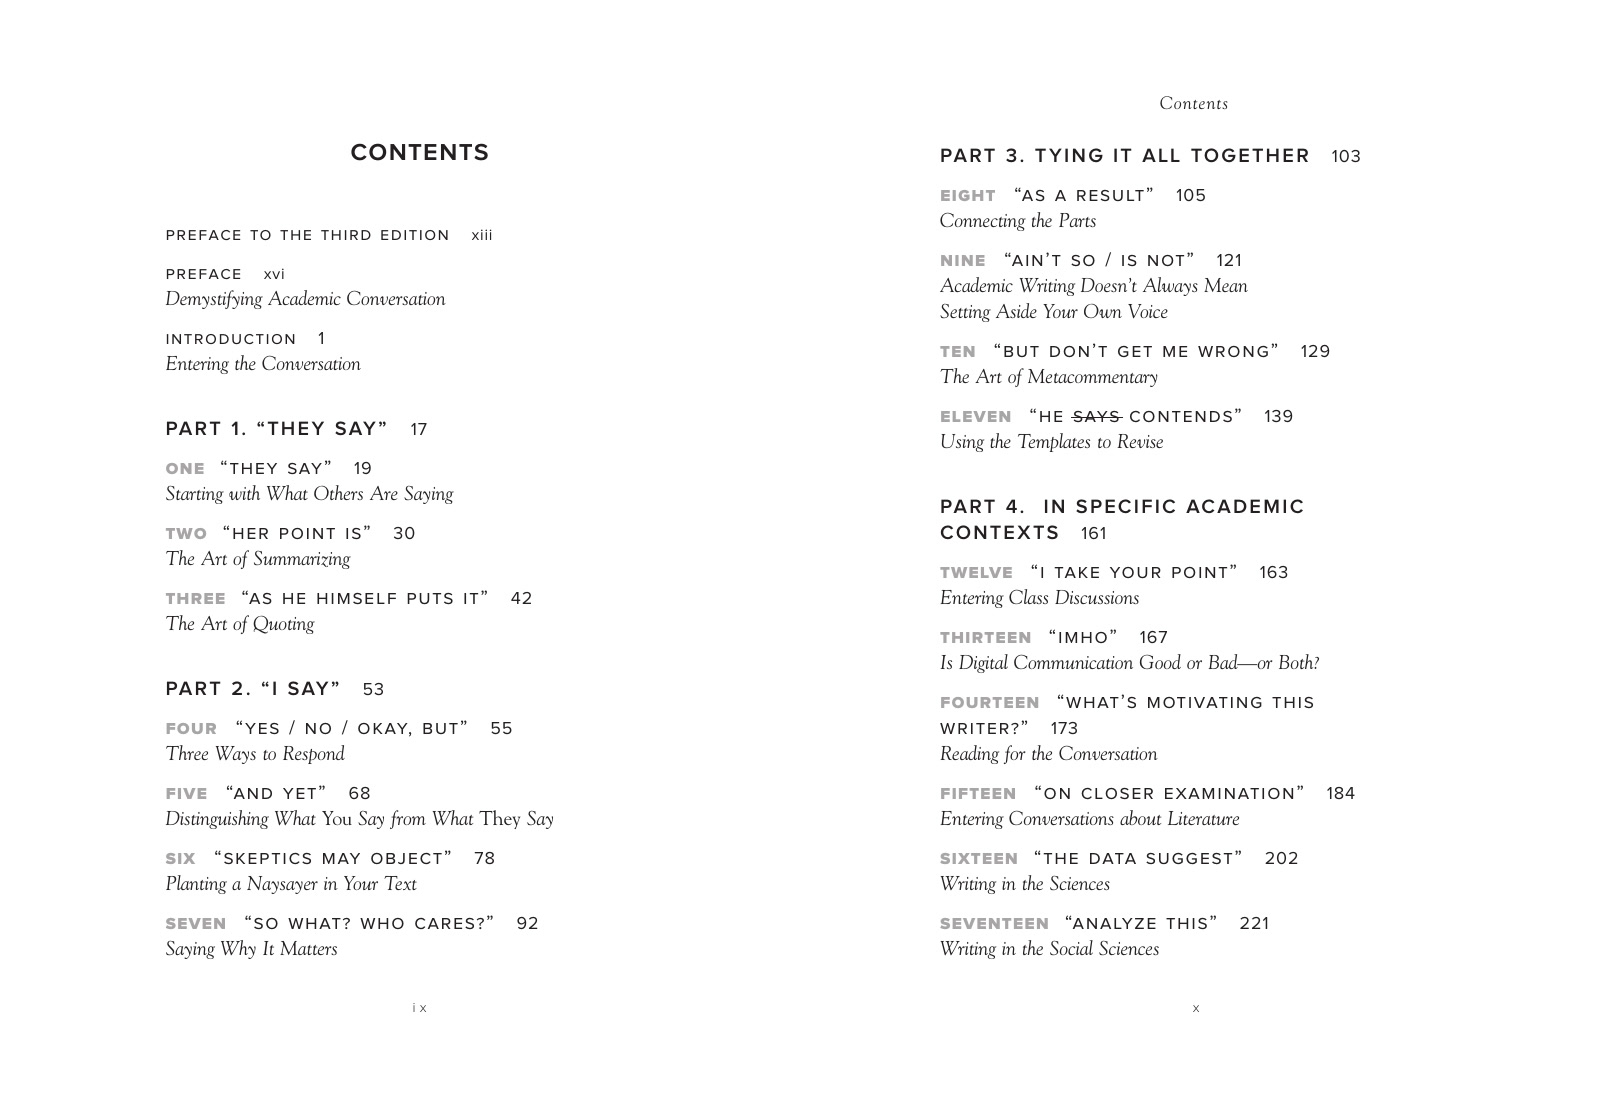 CONTENTS
PREFACE TO THE THIRD EDITION xiii
PREFACE xvi
Demystifying Academic Conversation
INTRODUCTION 1
Entering the Conversation
PART 1. “THEY SAY” 17
ONE “THEY SAY” 19
Starting with What Others Are Saying
TWO “HER POINT IS” 30
The Art of Summarizing
THREE “AS HE HIMSELF PUTS IT” 42
The Art of Quoting
PART 2. “I SAY” 53
FOUR “YES / NO / OKAY, BUT” 55
Three Ways to Respond
FIVE “AND YET” 68
Distinguishing What You Say from What They Say
SIX “SKEPTICS MAY OBJECT” 78
Planting a Naysayer in Your Text
SEVEN “SO WHAT? WHO CARES?” 92
Saying Why It Matters
ix
Contents
PART 3. TYING IT ALL TOGETHER 103
EIGHT “AS A RESULT” 105
Connecting the Parts
NINE “AIN’T SO / IS NOT” 121
Academic Writing Doesn’t Always Mean
Setting Aside Your Own Voice
TEN “BUT DON’T GET ME WRONG” 129
The Art of Metacommentary
ELEVEN “HE SAYS CONTENDS” 139
Using the Templates to Revise
PART 4. IN SPECIFIC ACADEMIC
CONTEXTS 161
TWELVE “I TAKE YOUR POINT” 163
Entering Class Discussions
THIRTEEN “IMHO” 167
Is Digital Communication Good or Bad—or Both?
FOURTEEN “WHAT’S MOTIVATING THIS
WRITER?” 173
Reading for the Conversation
FIFTEEN “ON CLOSER EXAMINATION” 184
Entering Conversations about Literature
SIXTEEN “THE DATA SUGGEST” 202
Writing in the Sciences
SEVENTEEN “ANALYZE THIS” 221
Writing in the Social Sciences
x